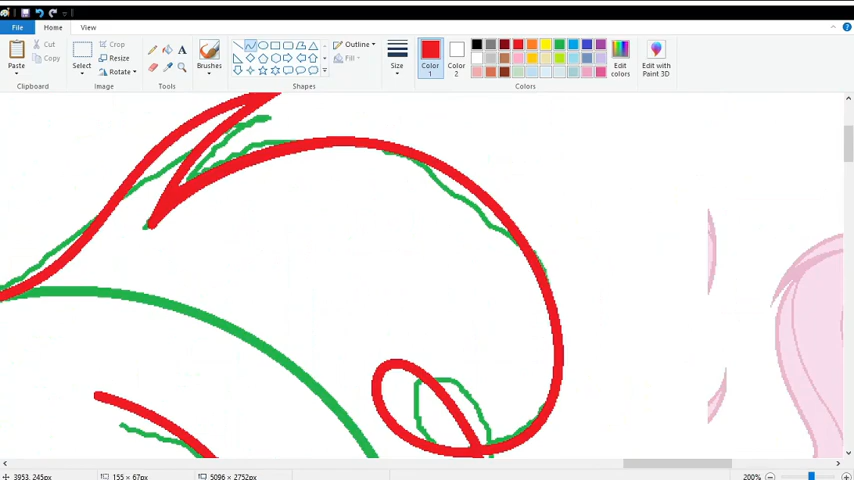 File Home View
Cut
Copy
Paste
Clipboard
Select
Crop
Resize
Rotate
Image
A
Tools
Brushes
Outline
Fill
Shapes
Size
Color
1
Color
2
Edit
colors
Colors
Edit with
Paint 3D
3953, 245px
155 × 67px
5096 × 2752px
200%